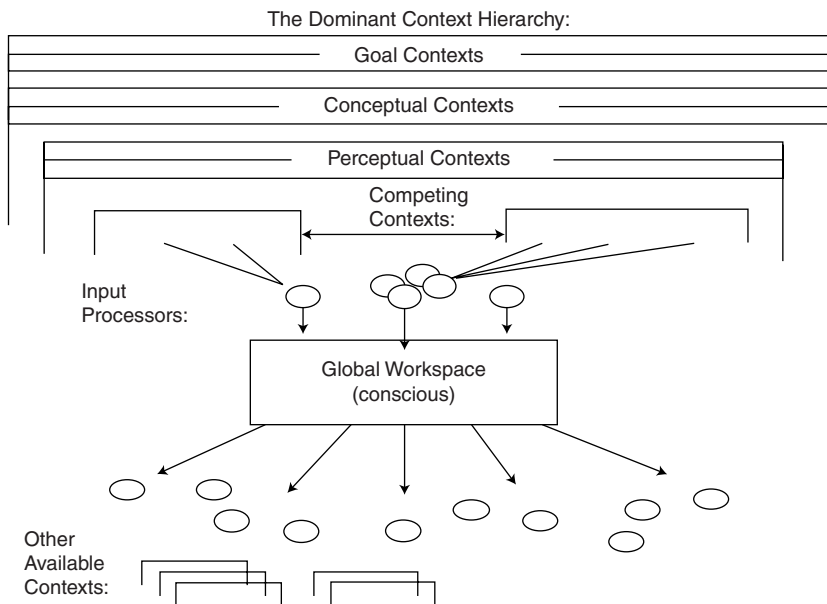 The Dominant Context Hierarchy:
Goal Contexts
Conceptual Contexts
Perceptual Contexts
Competing
Contexts:
Input
Processors:
Global Workspace
(conscious)
Other
Available
Contexts: